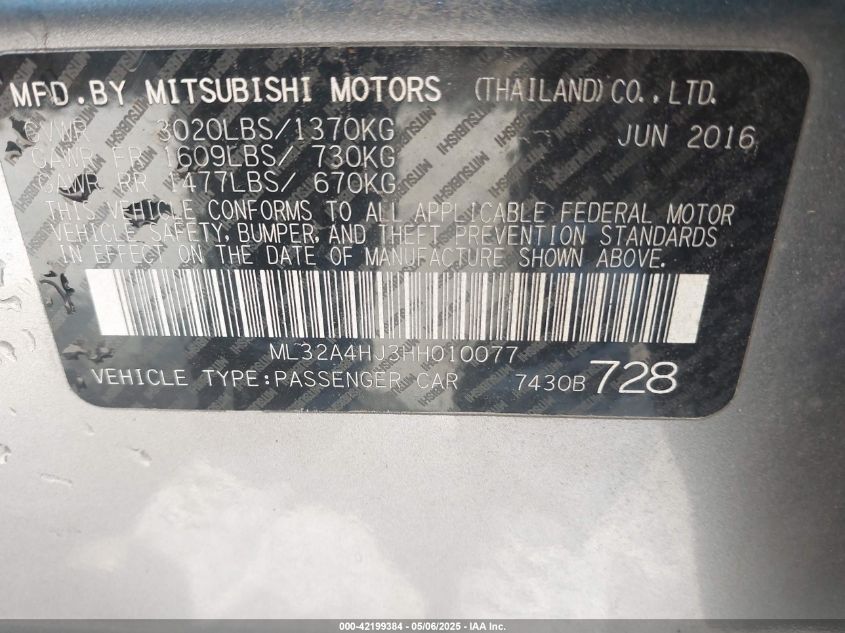 MFD.BY MITSUBISHI MOTORS (THAILAND) CO.,LTD.
GVWR 3020LBS/1370KG JUN 2016
GAWR FR 1609LBS/ 730KG
GAWR RR 1477LBS/ 670KG
THIS VEHICLE CONFORMS TO ALL APPLICABLE FEDERAL MOTOR
VEHICLE SAFETY, BUMPER, AND THEFT PREVENTION STANDARDS
IN EFFECT ON THE DATE OF MANUFACTURE SHOWN ABOVE.
ML32A4HJ3HH010077
VEHICLE TYPE:PASSENGER CAR 7430B 728
000-42199384 - 05/06/2025 - IAA Inc.